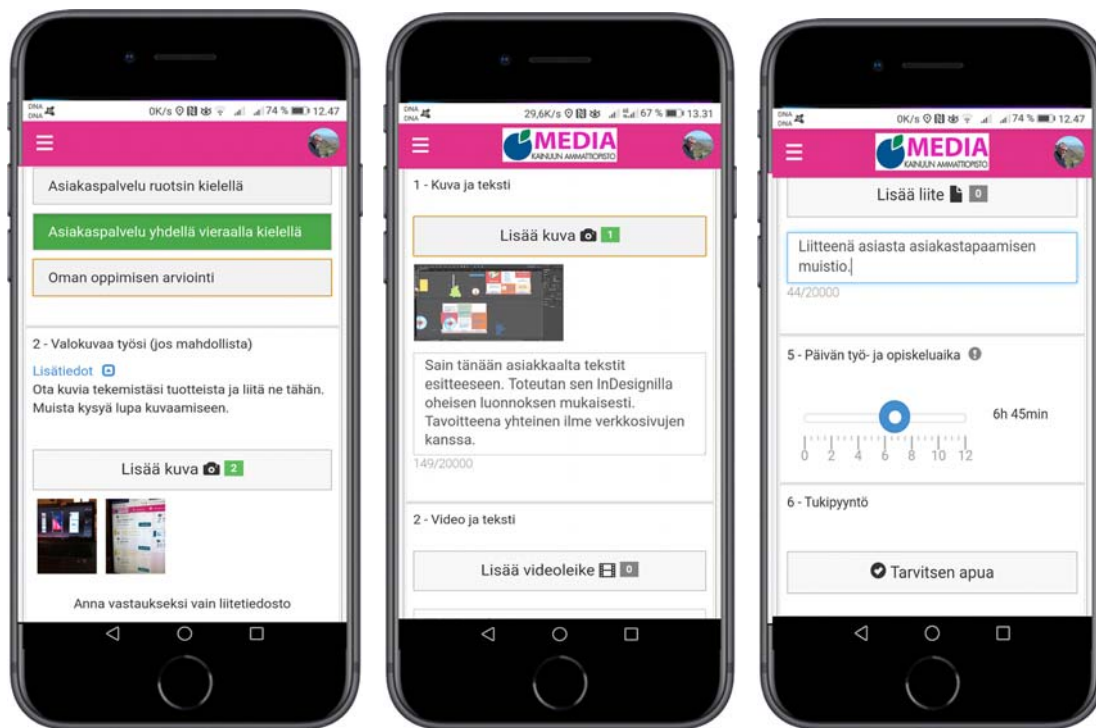 DNA
DNA
0K/s 74 % 12.47
Asiakaspalvelu ruotsin kielellä
Asiakaspalvelu yhdellä vieraalla kielellä
Oman oppimisen arviointi
2 - Valokuvaa työsi (jos mahdollista)
Lisätiedot
Ota kuvia tekemistäsi tuotteista ja liitä ne tähän.
Muista kysyä lupa kuvaamiseen.
Lisää kuva 2
Anna vastaukseksi vain liitetiedosto
DNA
DNA
29,6K/s 67 % 13.31
MEDIA
KAINUUN AMMATTIOPISTO
1 - Kuva ja teksti
Lisää kuva 1
Sain tänään asiakkaalta tekstit
esitteeseen. Toteutan sen InDesignilla
oheisen luonnoksen mukaisesti.
Tavoitteena yhteinen ilme verkkosivujen
kanssa.
149/20000
2 - Video ja teksti
Lisää videoleike 0
DNA
DNA
0K/s 74 % 12.47
MEDIA
KAINUUN AMMATTIOPISTO
Lisää liite 0
Liitteenä asiasta asiakastapaamisen
muistio.
44/20000
5 - Päivän työ- ja opiskeluaika
6h 45min
0 2 4 6 8 10 12
6 - Tukipyyntö
Tarvitsen apua